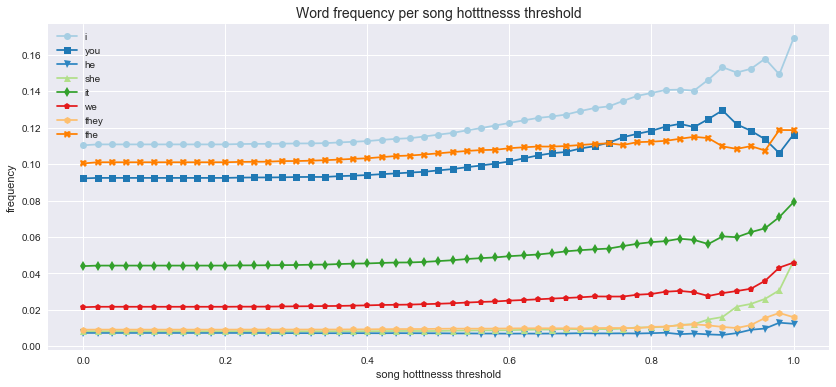 Word frequency per song hotttnesss threshold
i
you
he
she
it
we
they
the
frequency
0.16
0.14
0.12
0.10
0.08
0.06
0.04
0.02
0.00
0.0 0.2 0.4 0.6 0.8 1.0
song hotttnesss threshold